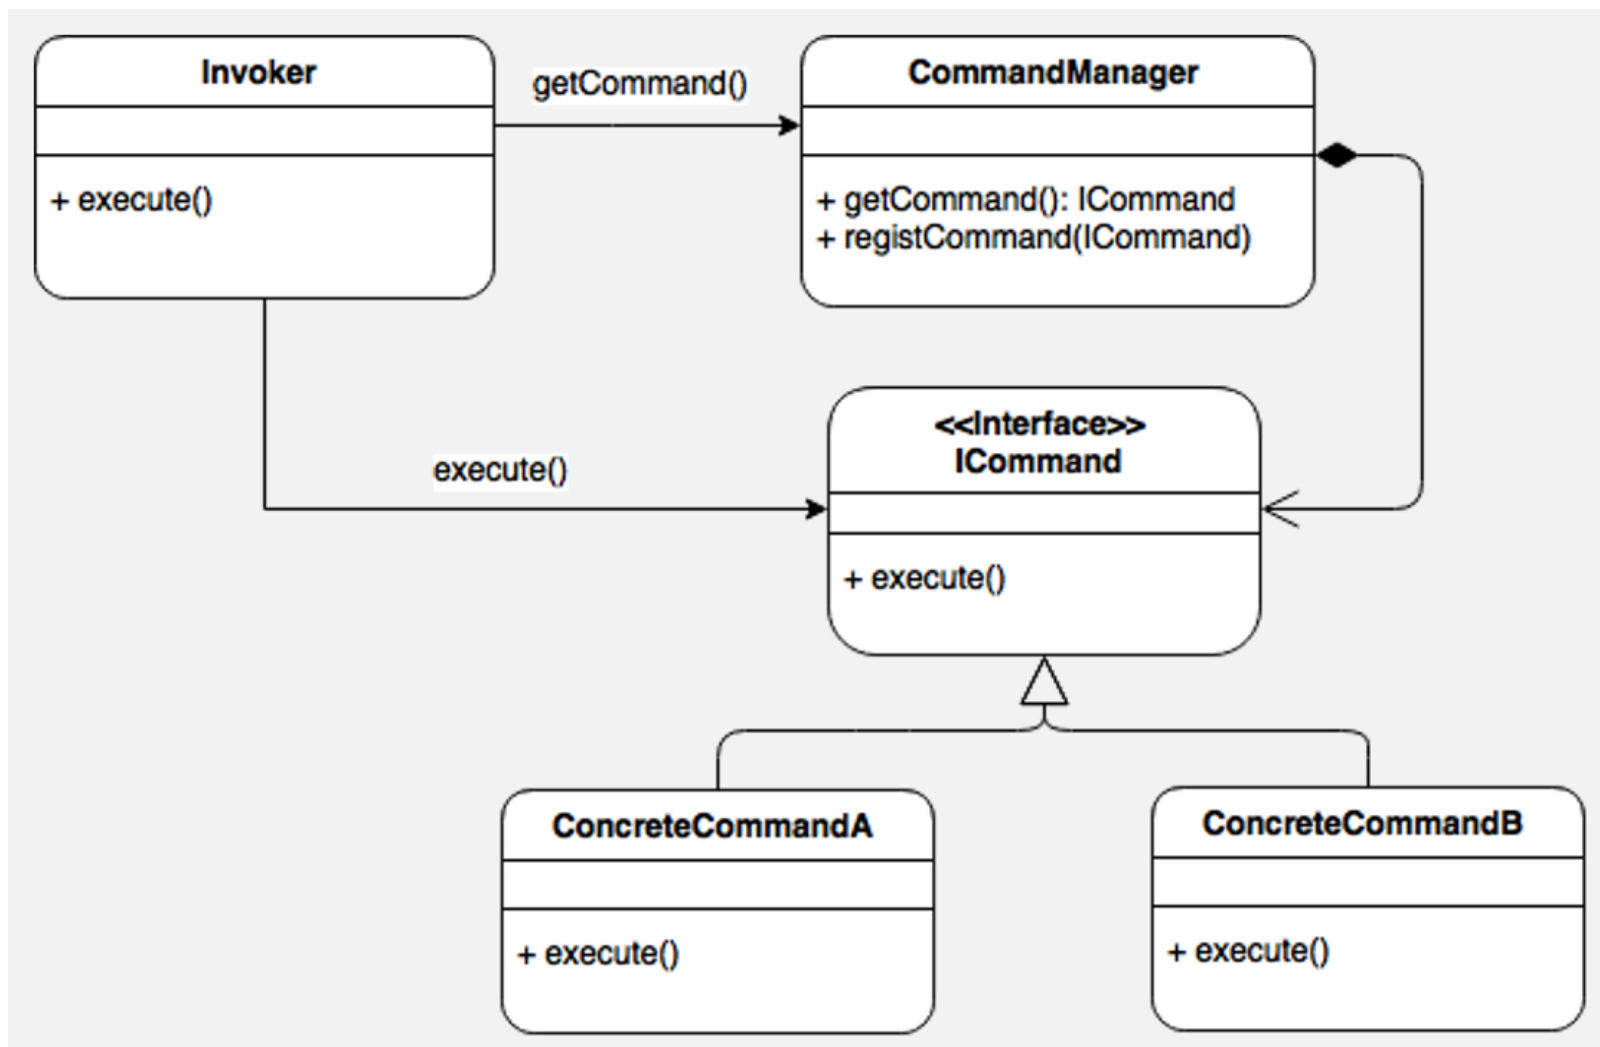 Invoker
+ execute()
getCommand()
CommandManager
+ getCommand(): ICommand
+ registCommand(ICommand)
execute()
<<Interface>>
ICommand
+ execute()
ConcreteCommandA
+ execute()
ConcreteCommandB
+ execute()